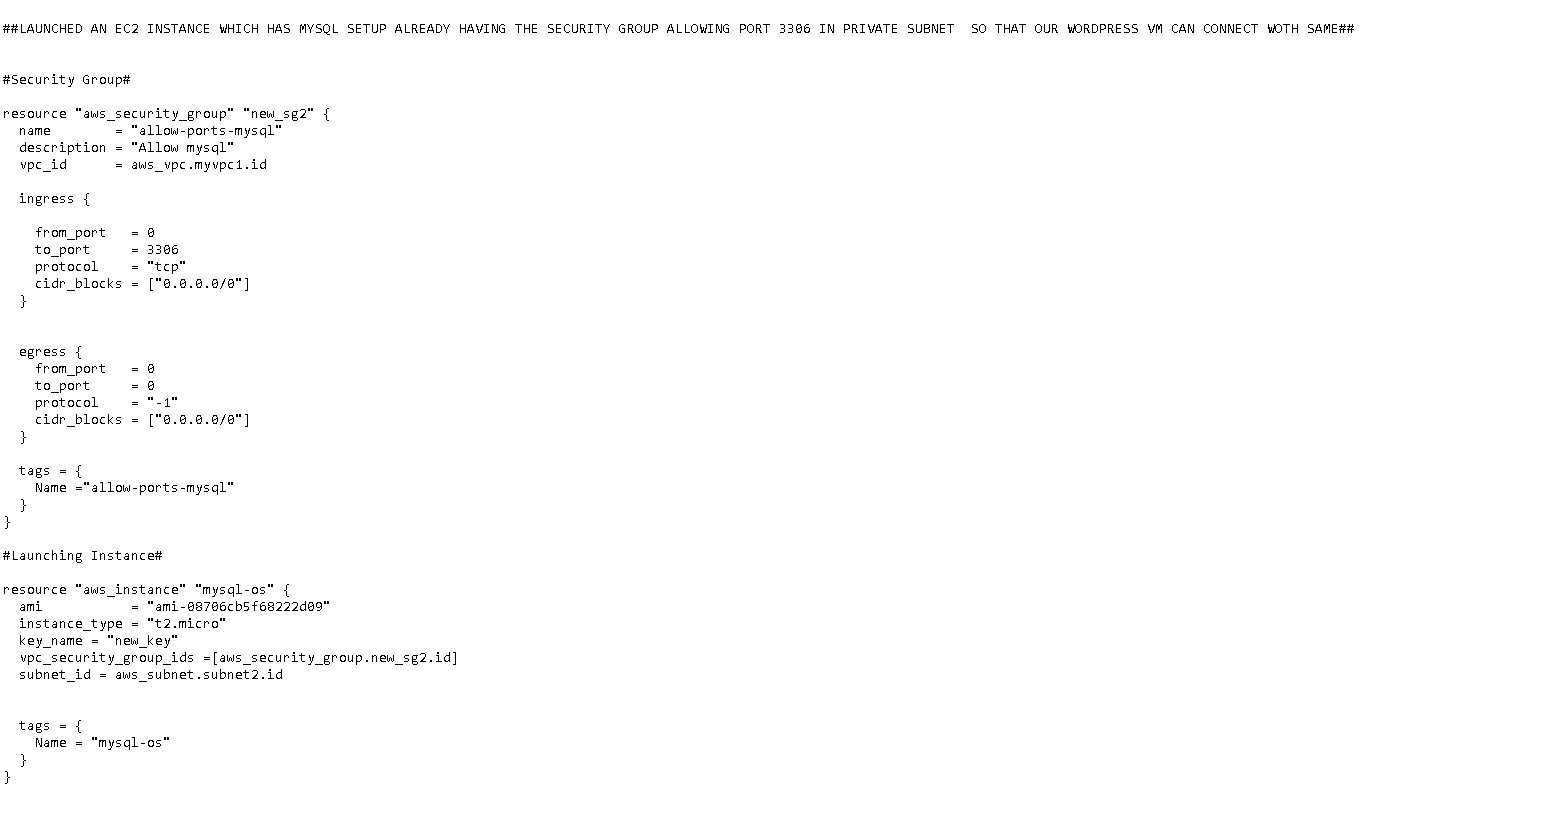 ##LAUNCHED AN EC2 INSTANCE WHICH HAS MYSQL SETUP ALREADY HAVING THE SECURITY GROUP ALLOWING PORT 3306 IN PRIVATE SUBNET  SO THAT OUR WORDPRESS VM CAN CONNECT WOTH SAME##
#Security Group#
resource "aws_security_group" "new_sg2" {
  name        = "allow-ports-mysql"
  description = "Allow mysql"
  vpc_id      = aws_vpc.myvpc1.id
  ingress {
    from_port   = 0
    to_port     = 3306
    protocol    = "tcp"
    cidr_blocks = ["0.0.0.0/0"]
  }
  egress {
    from_port   = 0
    to_port     = 0
    protocol    = "-1"
    cidr_blocks = ["0.0.0.0/0"]
  }
  tags = {
    Name ="allow-ports-mysql"
  }
}
#Launching Instance#
resource "aws_instance" "mysql-os" {
  ami           = "ami-08706cb5f68222d09"
  instance_type = "t2.micro"
  key_name = "new_key"
  vpc_security_group_ids =[aws_security_group.new_sg2.id]
  subnet_id = aws_subnet.subnet2.id
  tags = {
    Name = "mysql-os"
  }
}